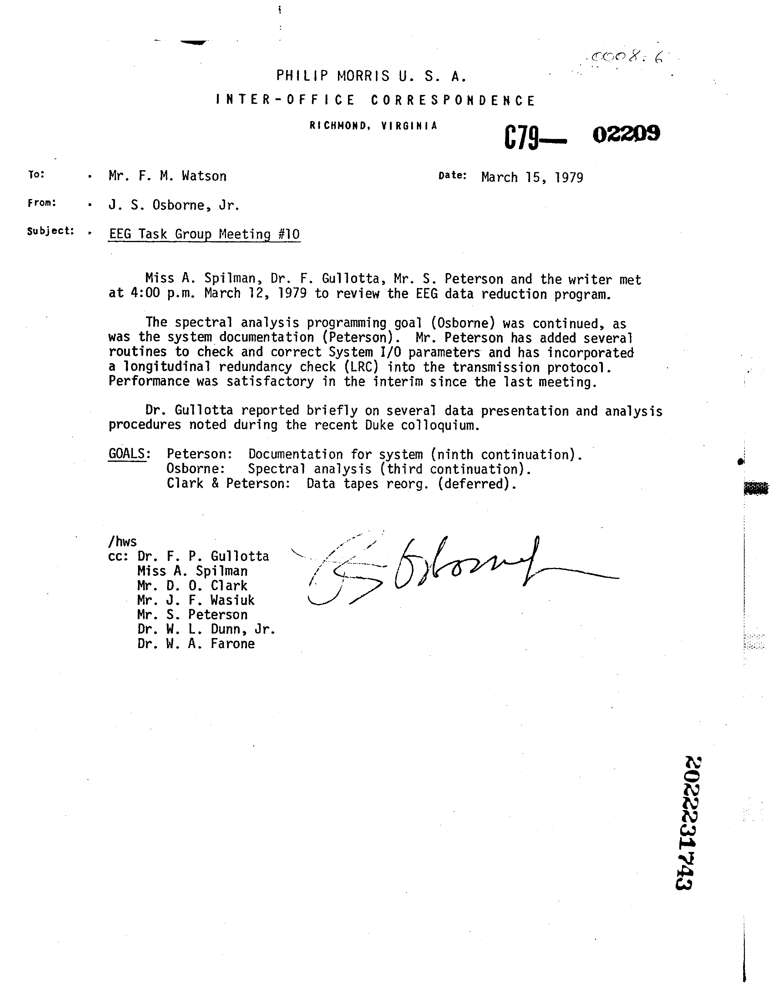 0008.6
PHILIP MORRIS U. S. A.
INTER-OFFICE CORRESPONDENCE
RICHMOND, VIRGINIA
C79— 02209
To: . Mr. F. M. Watson Date: March 15, 1979
From: . J. S. Osborne, Jr.
Subject: . EEG Task Group Meeting #10
Miss A. Spilman, Dr. F. Gullotta, Mr. S. Peterson and the writer met
at 4:00 p.m. March 12, 1979 to review the EEG data reduction program.
The spectral analysis programming goal (Osborne) was continued, as
was the system documentation (Peterson). Mr. Peterson has added several
routines to check and correct System I/O parameters and has incorporated
a longitudinal redundancy check (LRC) into the transmission protocol.
Performance was satisfactory in the interim since the last meeting.
Dr. Gullotta reported briefly on several data presentation and analysis
procedures noted during the recent Duke colloquium.
GOALS: Peterson: Documentation for system (ninth continuation).
Osborne: Spectral analysis (third continuation).
Clark & Peterson: Data tapes reorg. (deferred).
/hws
cc: Dr. F. P. Gullotta
Miss A. Spilman
Mr. D. O. Clark
Mr. J. F. Wasiuk
Mr. S. Peterson
Dr. W. L. Dunn, Jr.
Dr. W. A. Farone
Osborne
2022231743